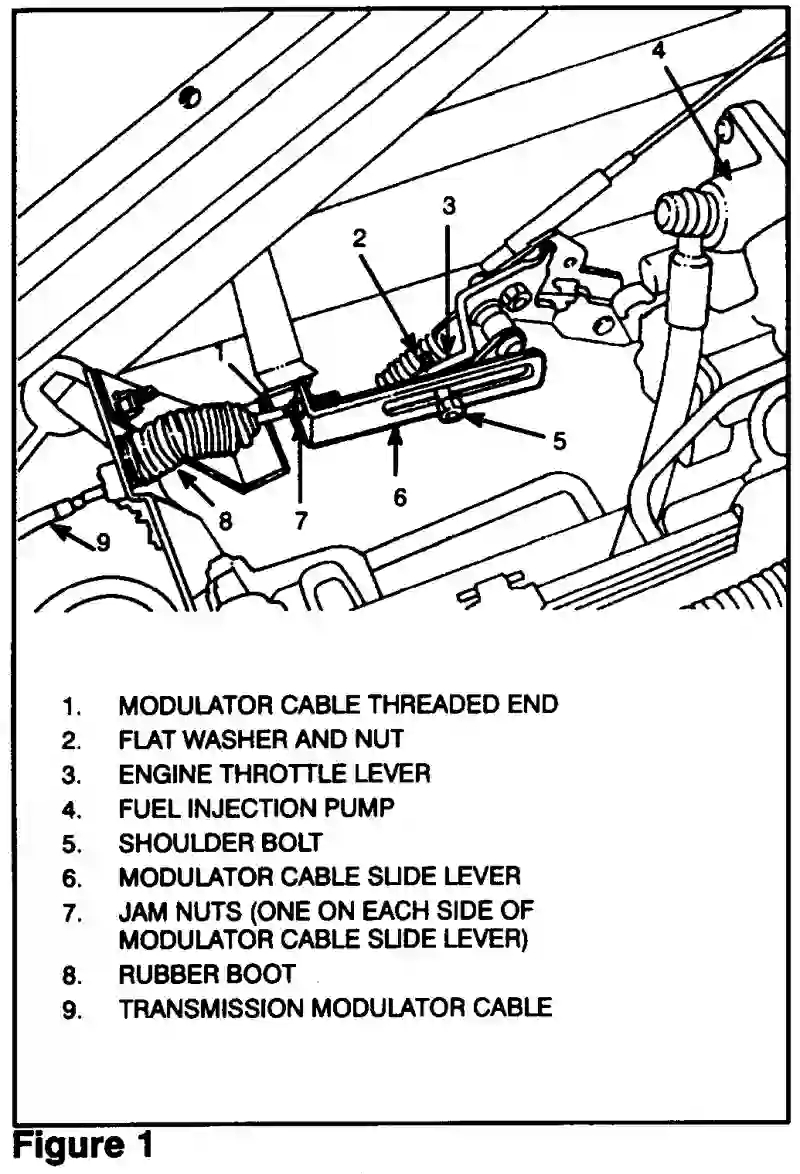 4
3
2
1
5
6
7
8
9
1. MODULATOR CABLE THREADED END
2. FLAT WASHER AND NUT
3. ENGINE THROTTLE LEVER
4. FUEL INJECTION PUMP
5. SHOULDER BOLT
6. MODULATOR CABLE SLIDE LEVER
7. JAM NUTS (ONE ON EACH SIDE OF
MODULATOR CABLE SLIDE LEVER)
8. RUBBER BOOT
9. TRANSMISSION MODULATOR CABLE
Figure 1